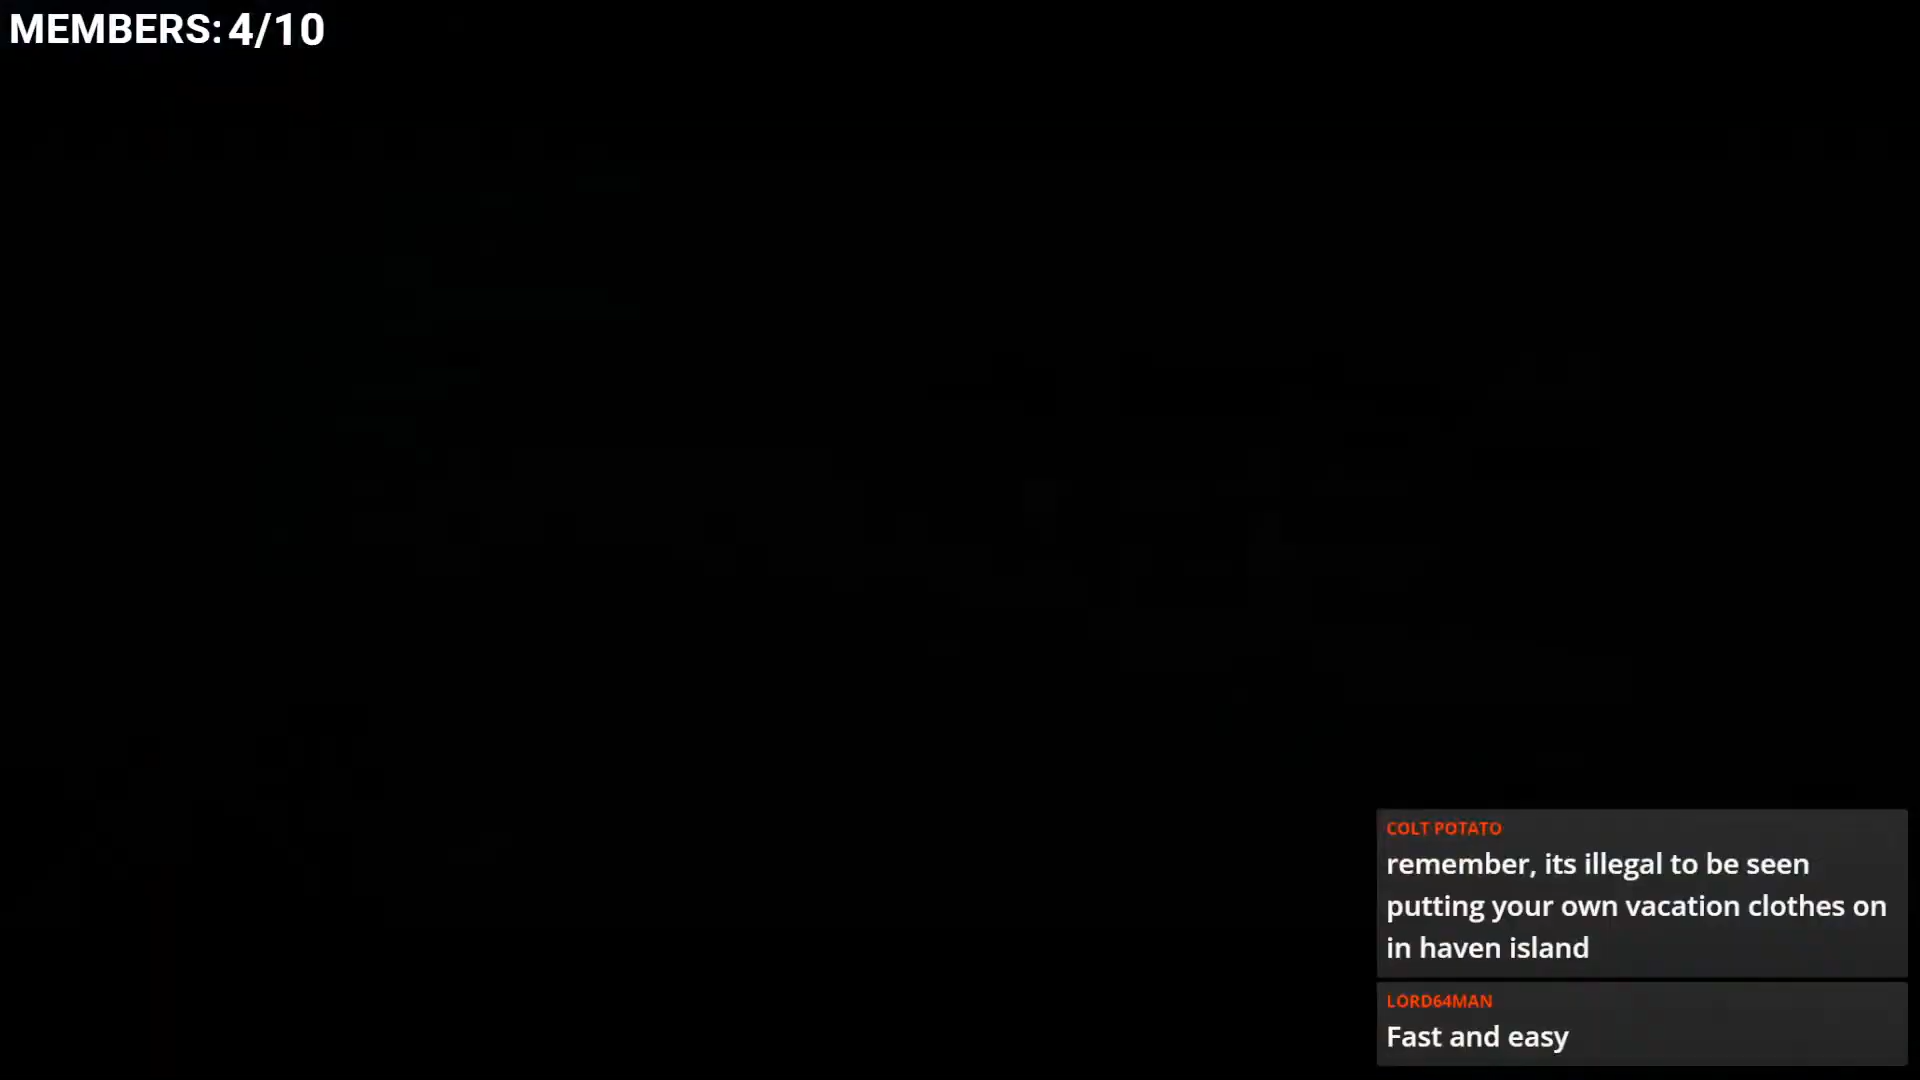 MEMBERS: 4/10
COLT POTATO
remember, its illegal to be seen
putting your own vacation clothes on
in haven island
LORD64MAN
Fast and easy